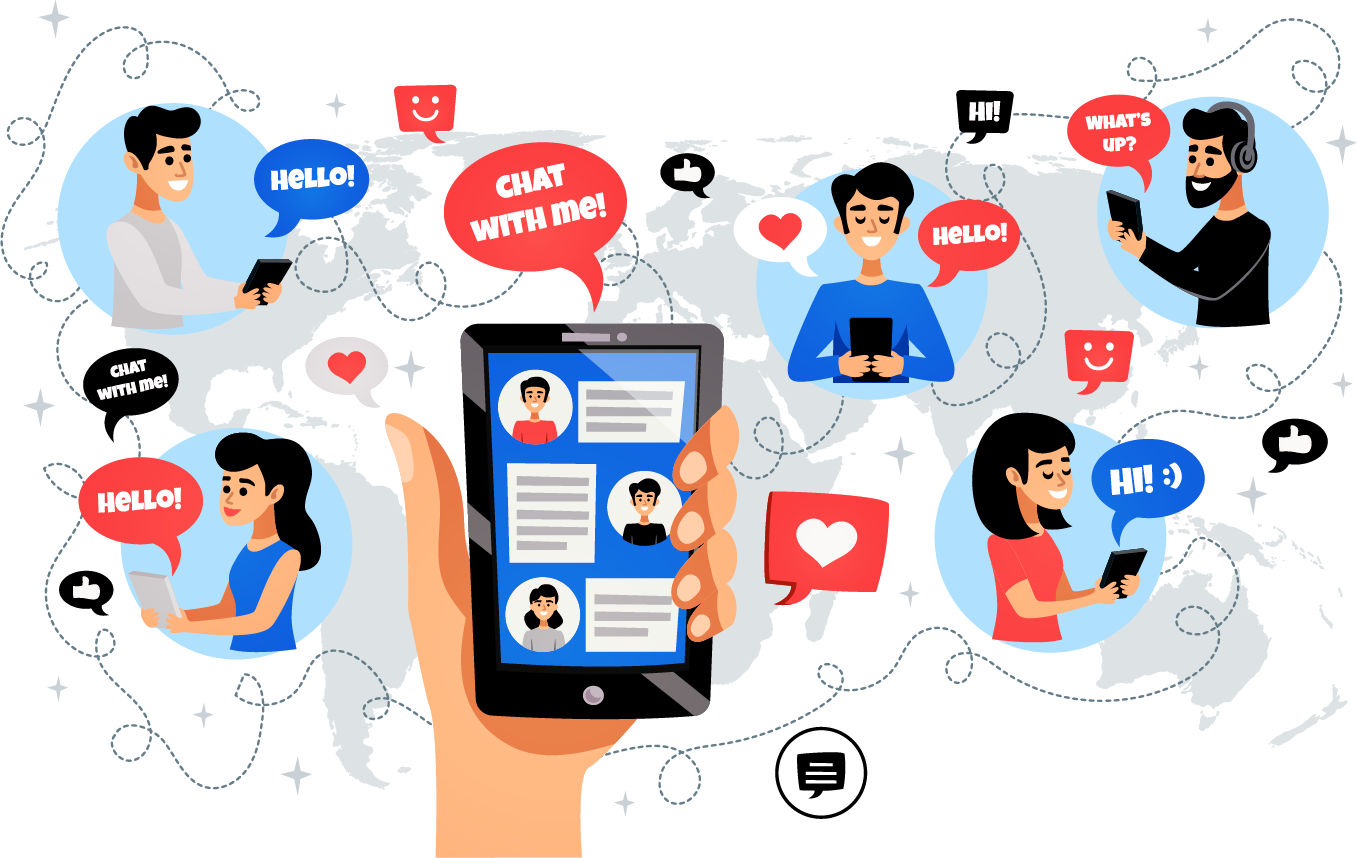 Hello!
CHAT
WITH me!
HI!
WHAT'S
UP?
Hello!
CHAT
WITH me!
Hello!
HI! :)